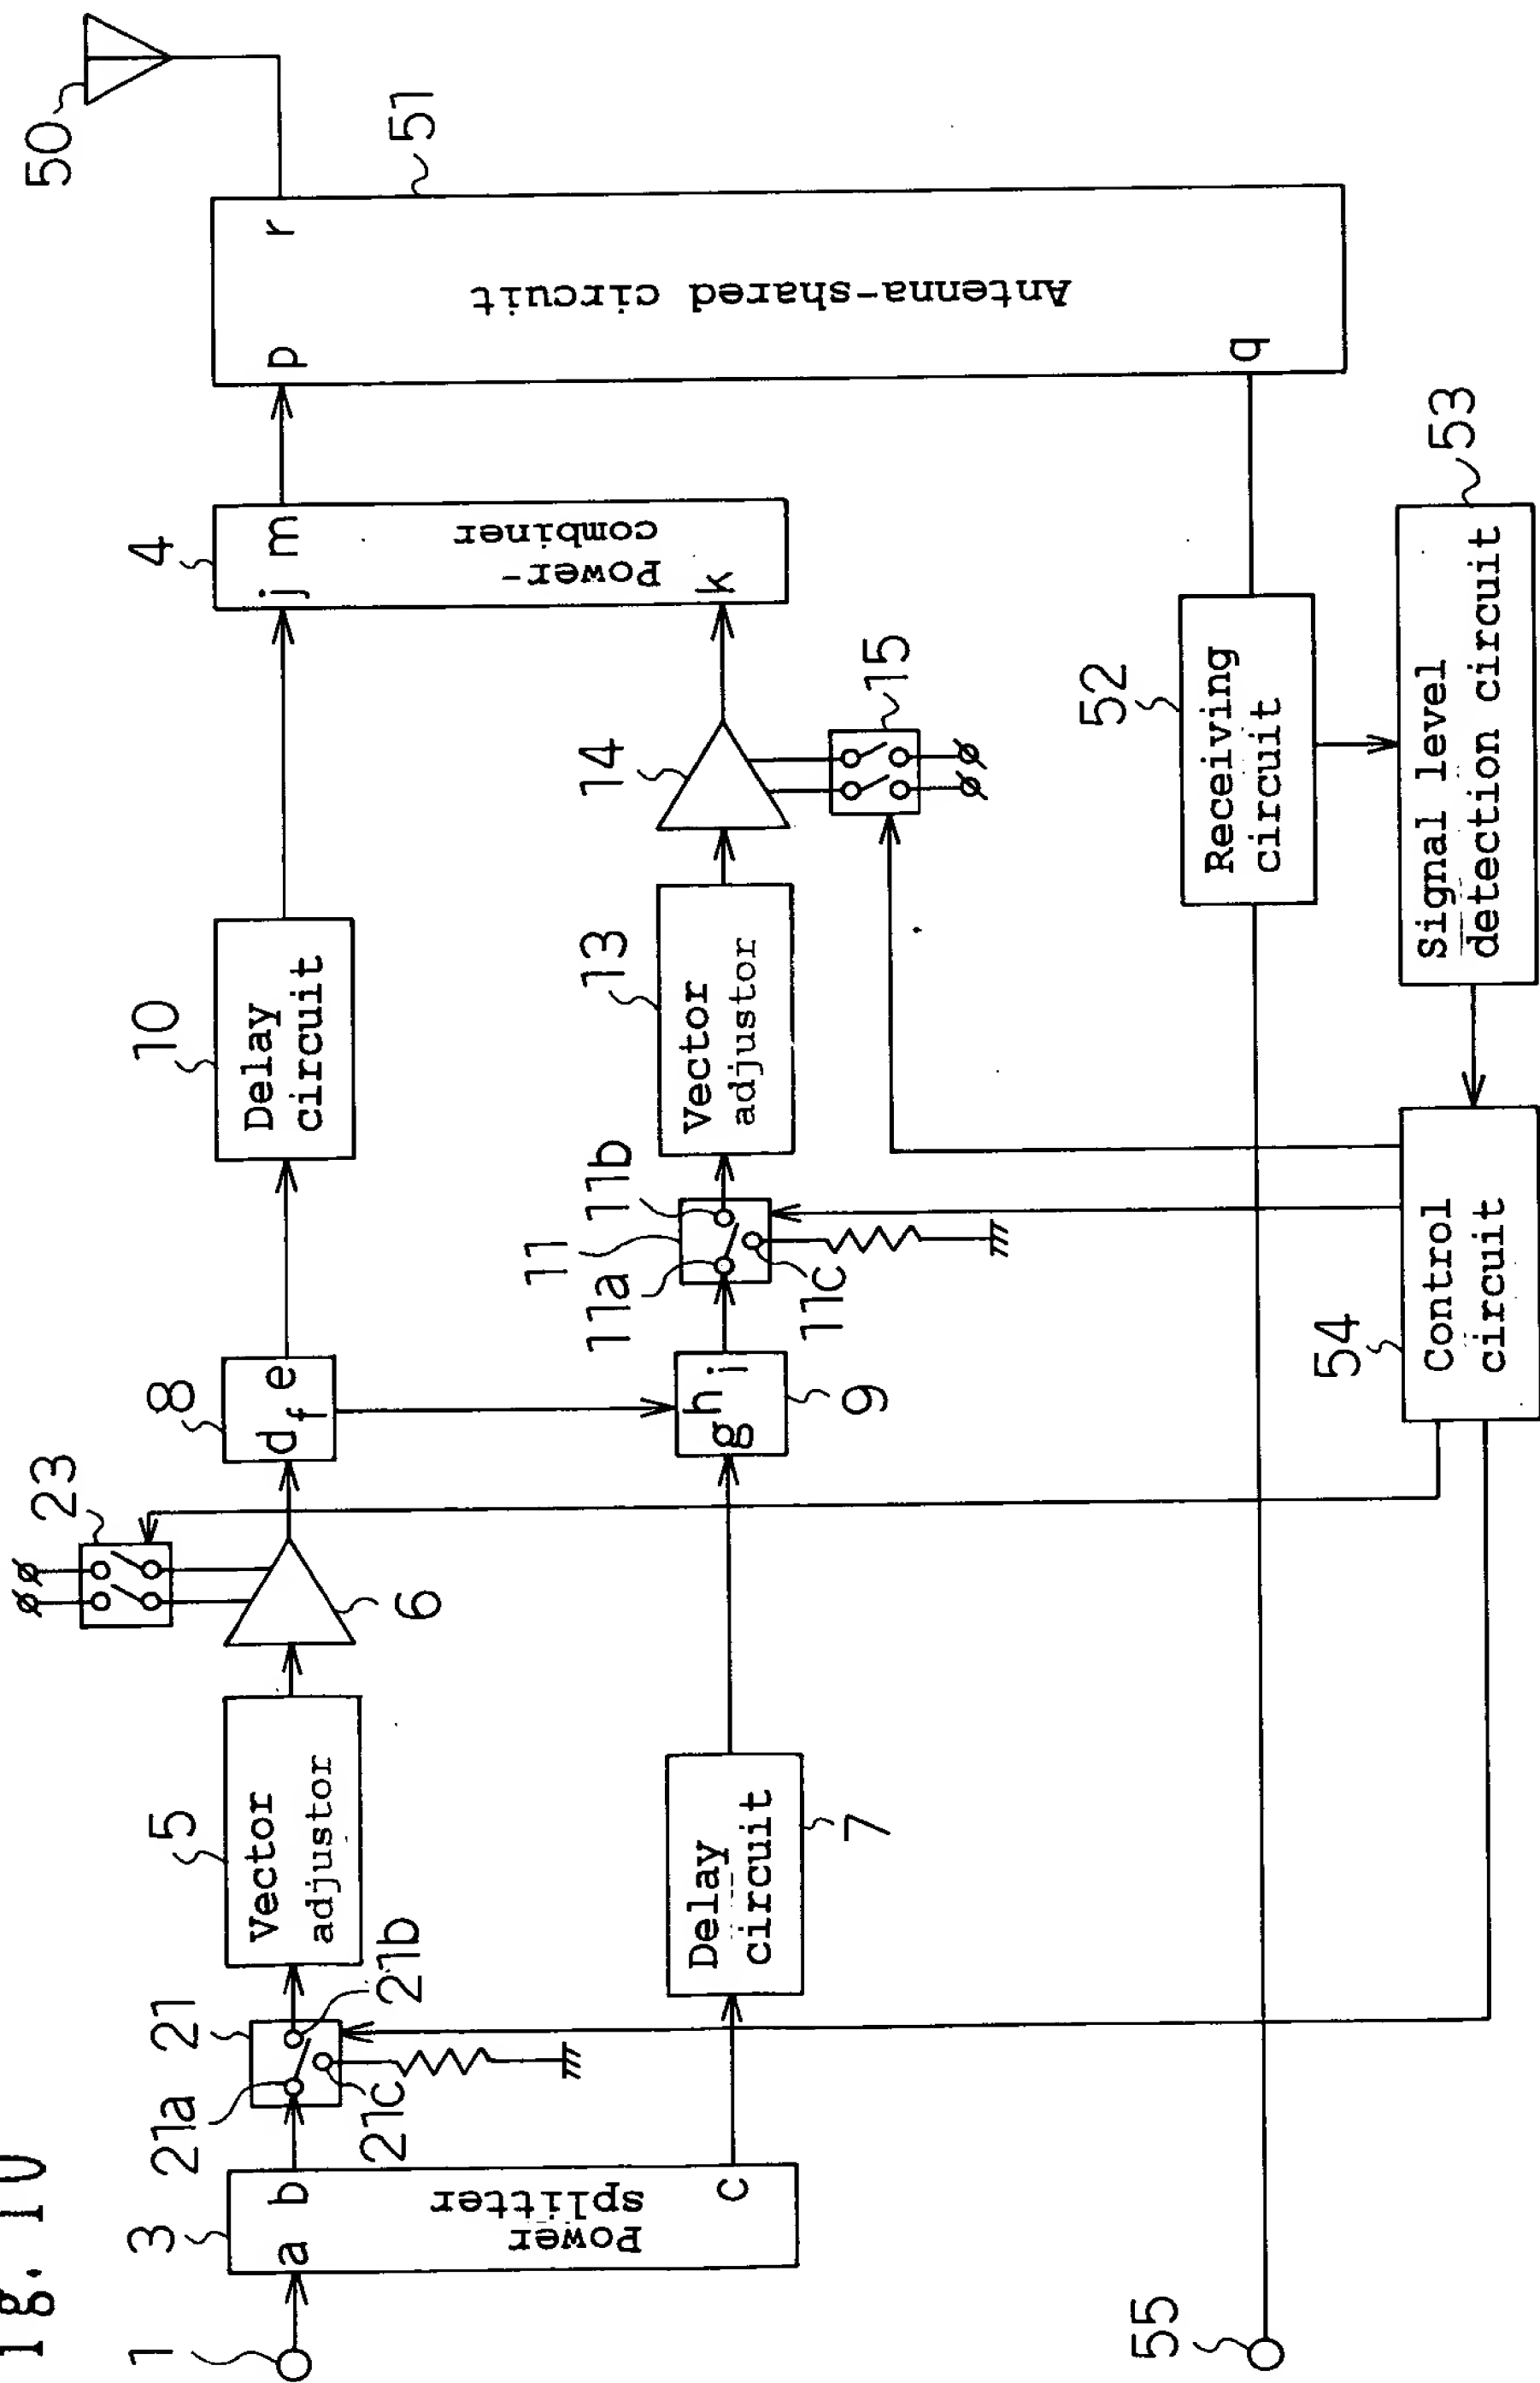 ig. 10
50
51
r
Antenna-shared circuit
p
q
4
j m
Power-
combiner
k
53
Signal level
detection circuit
52
Receiving
circuit
14
15
10
Delay
circuit
13
Vector
adjustor
11
11a
11b
11c
8
d e
f
9
g h i
54
Control
circuit
23
6
5
Vector
adjustor
7
Delay
circuit
21
21a
21b
21c
3
a b
Power
splitter
c
1
55